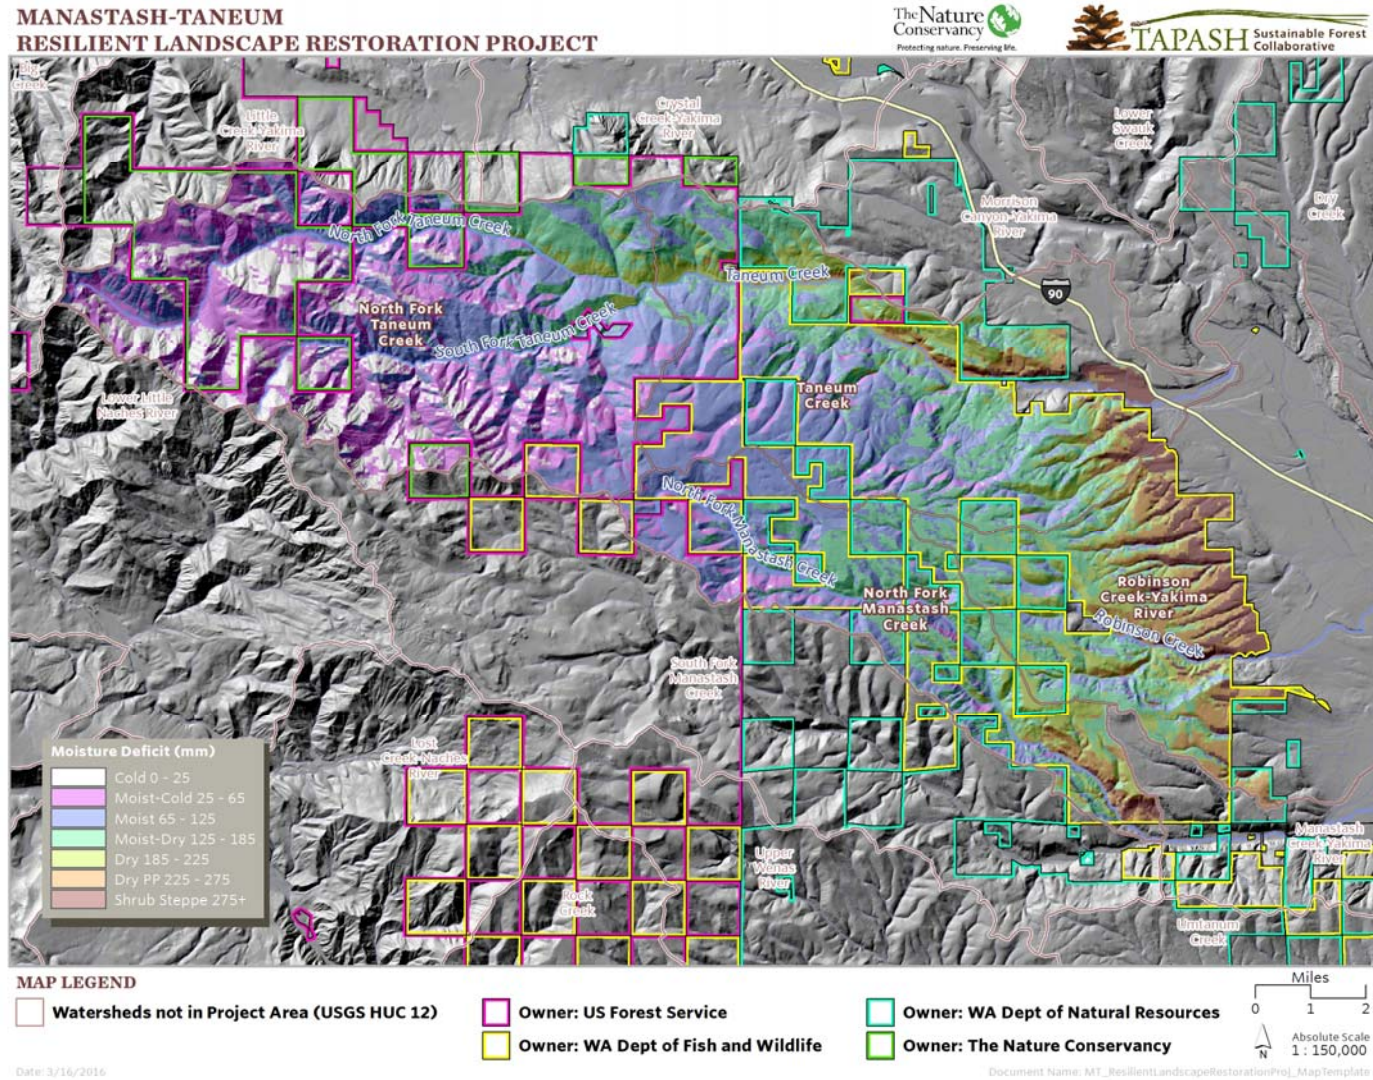 MANASTASH-TANEUM
RESILIENT LANDSCAPE RESTORATION PROJECT
The Nature
Conservancy
Protecting nature. Preserving life.
TAPASH
Sustainable Forest
Collaborative
Big
Creek
Little
Creek-Yakima
River
Crystal
Creek-Yakima
River
Lower
Swauk
Creek
Dry
Creek
Morrison
Canyon-Yakima
River
North Fork Taneum Creek
Taneum Creek
90
North Fork
Taneum
Creek
South Fork Taneum Creek
Lower Little
Naches River
Taneum
Creek
North Fork Manastash Creek
North Fork
Manastash
Creek
Robinson
Creek-Yakima
River
Robinson Creek
South Fork
Manastash
Creek
Lost
Creek-Naches
River
Rock
Creek
Upper
Wenas
River
Manastash
Creek-Yakima
River
Umtanum
Creek
Moisture Deficit (mm)
Cold 0 - 25
Moist-Cold 25 - 65
Moist 65 - 125
Moist-Dry 125 - 185
Dry 185 - 225
Dry PP 225 - 275
Shrub Steppe 275+
MAP LEGEND
Watersheds not in Project Area (USGS HUC 12)
Owner: US Forest Service
Owner: WA Dept of Fish and Wildlife
Owner: WA Dept of Natural Resources
Owner: The Nature Conservancy
Miles
0 1 2
N
Absolute Scale
1 : 150,000
Date: 3/16/2016
Document Name: MT_ResilientLandscapeRestorationProj_MapTemplate